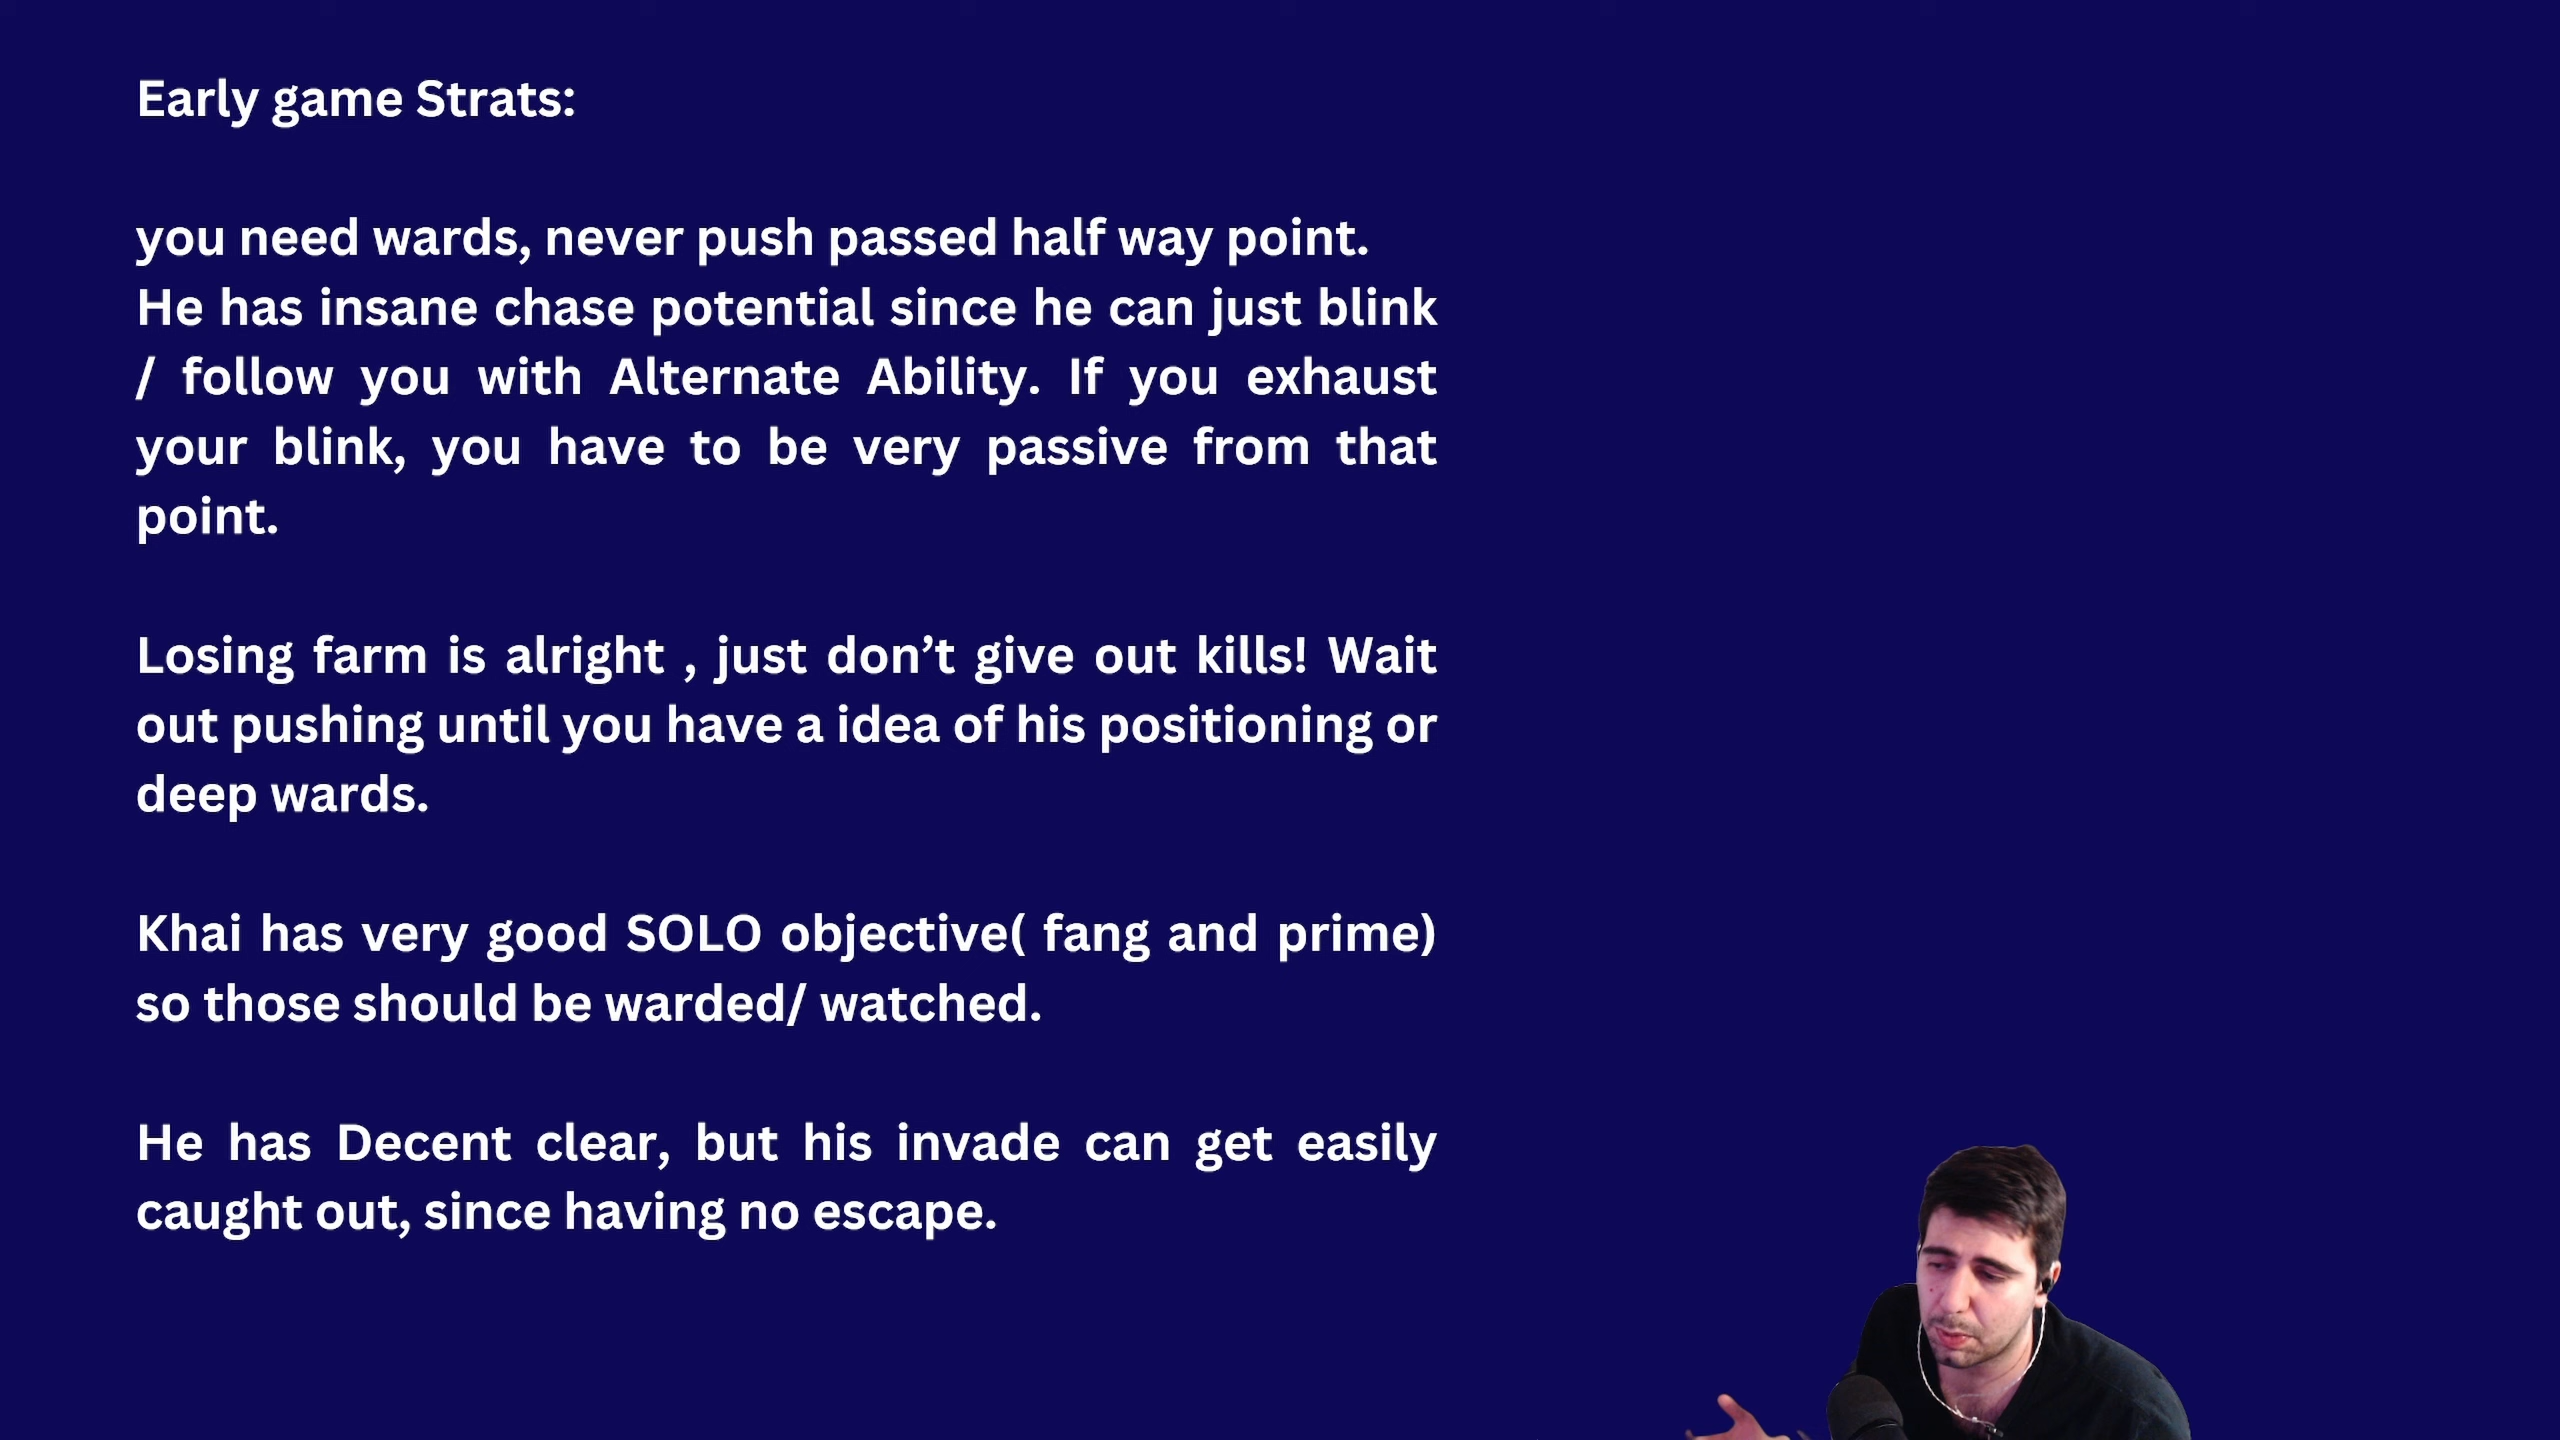 Early game Strats:
you need wards, never push passed half way point.
He has insane chase potential since he can just blink
/ follow you with Alternate Ability. If you exhaust
your blink, you have to be very passive from that
point.
Losing farm is alright , just don’t give out kills! Wait
out pushing until you have a idea of his positioning or
deep wards.
Khai has very good SOLO objective( fang and prime)
so those should be warded/ watched.
He has Decent clear, but his invade can get easily
caught out, since having no escape.